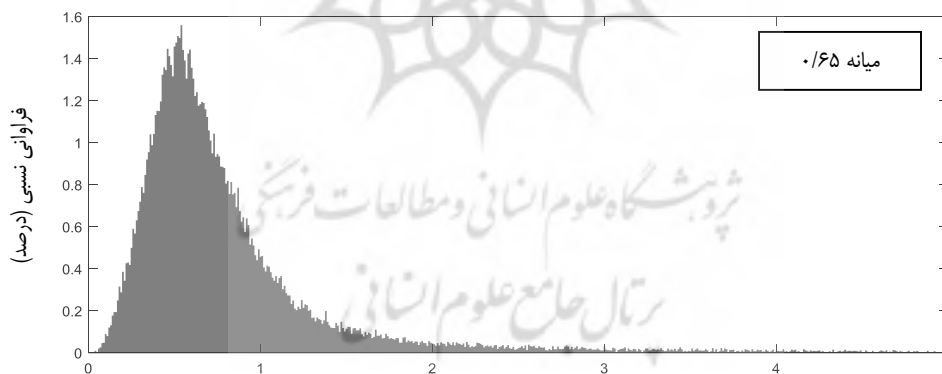 1.6
1.4
1.2
1
0.8
0.6
0.4
0.2
0
فراوانی نسبی (درصد)
میانه ۰/۶۵
پژوهشگاه علوم انسانی و مطالعات فرهنگی
پرتال جامع علوم انسانی
0 1 2 3 4